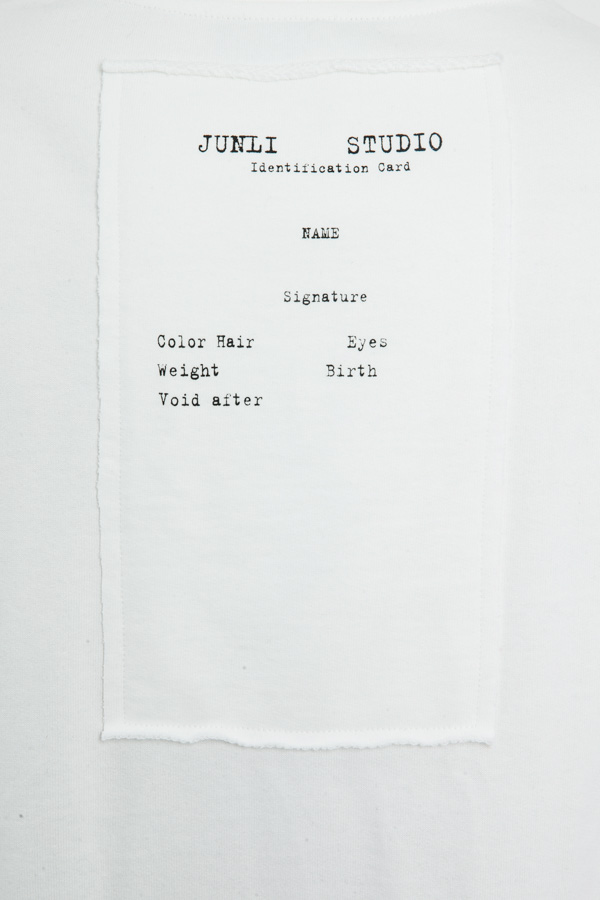 JUNLI STUDIO
Identification Card
NAME
Signature
Color Hair Eyes
Weight Birth
Void after